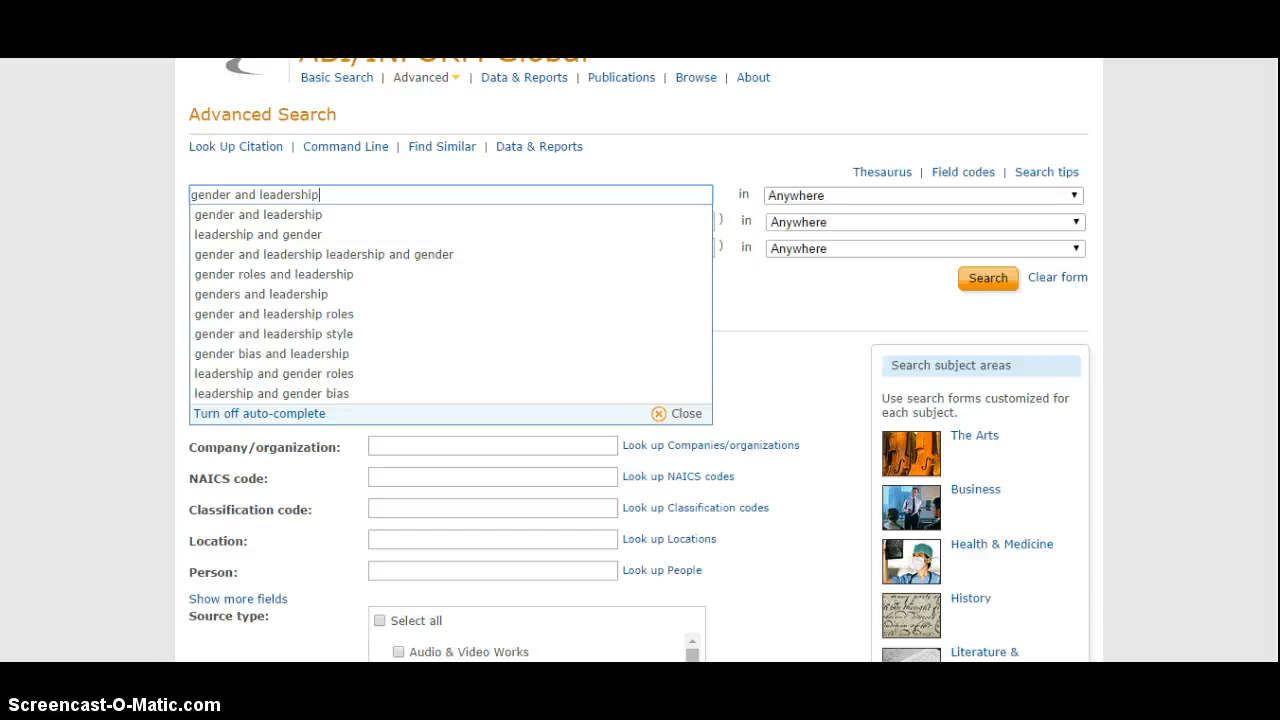 ABI/INFORM Global
Basic Search | Advanced | Data & Reports | Publications | Browse | About
Advanced Search
Look Up Citation | Command Line | Find Similar | Data & Reports
Thesaurus | Field codes | Search tips
gender and leadership in Anywhere
gender and leadership ) in Anywhere
leadership and gender ) in Anywhere
gender and leadership leadership and gender
gender roles and leadership Search Clear form
genders and leadership
gender and leadership roles
gender and leadership style
gender bias and leadership
leadership and gender roles
leadership and gender bias
Turn off auto-complete Close
Company/organization: Look up Companies/organizations
NAICS code: Look up NAICS codes
Classification code: Look up Classification codes
Location: Look up Locations
Person: Look up People
Show more fields
Source type: Select all
Audio & Video Works
Search subject areas
Use search forms customized for
each subject.
The Arts
Business
Health & Medicine
History
Literature &
Screencast-O-Matic.com